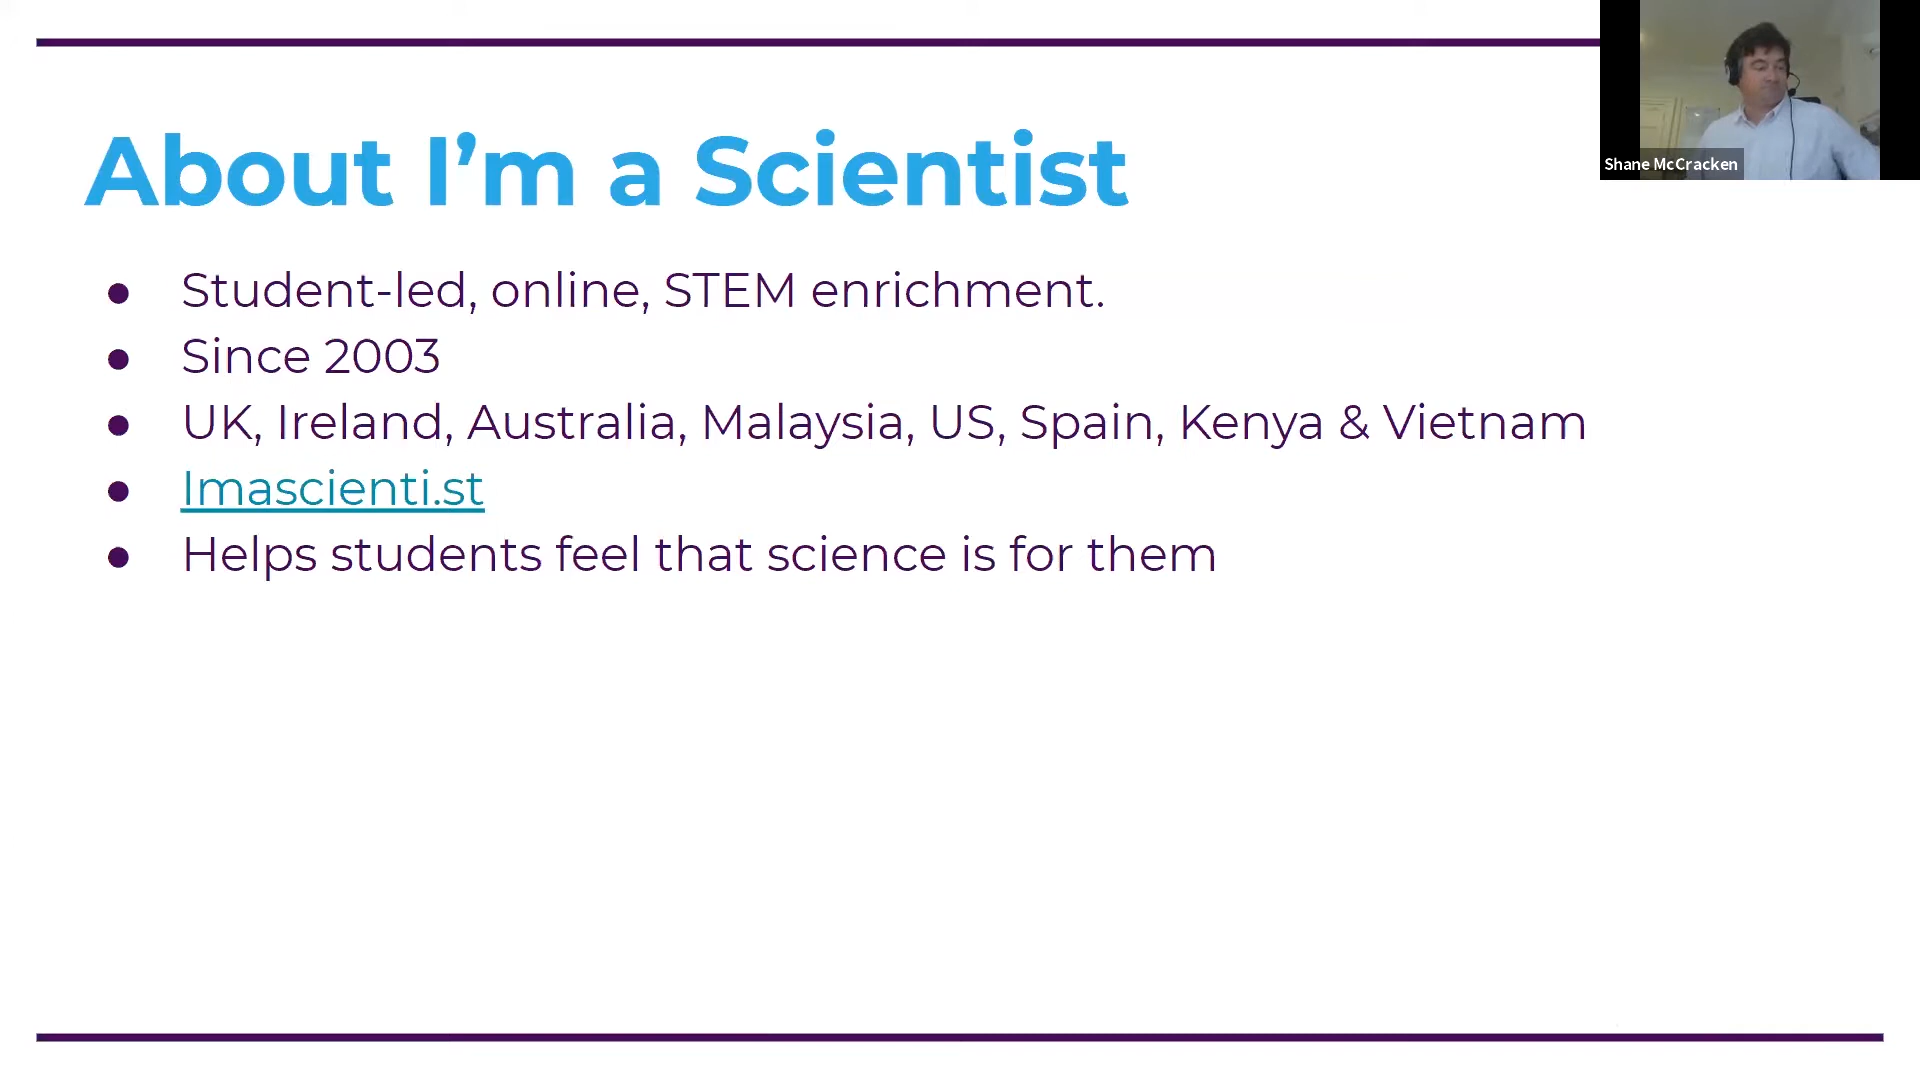 About I’m a Scientist
Shane McCracken
● Student-led, online, STEM enrichment.
● Since 2003
● UK, Ireland, Australia, Malaysia, US, Spain, Kenya & Vietnam
● Imascienti.st
● Helps students feel that science is for them